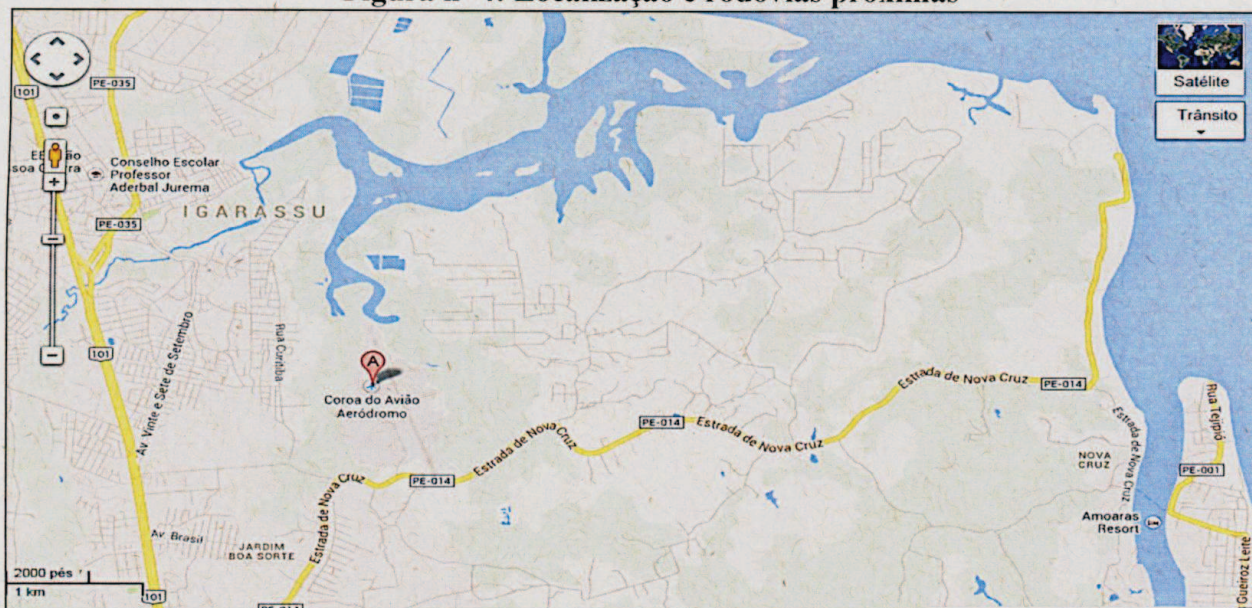 Satélite
Trânsito
PE-035
101
Conselho Escolar
Professor
Aderbal Jurema
IGARASSU
PE-035
101
Av. Vinte e Sete de Setembro
Rua Curitiba
A
Coroa do Avião
Aeródromo
Estrada de Nova Cruz
PE-014
Estrada de Nova Cruz
PE-014
Estrada de Nova Cruz
Estrada de Nova Cruz
PE-014
Estrada de Nova Cruz
NOVA
CRUZ
Rua Tejipió
PE-001
Amoaras
Resort
Gueiroz Leite
Av. Brasil
JARDIM
BOA SORTE
2000 pés
1 km
101